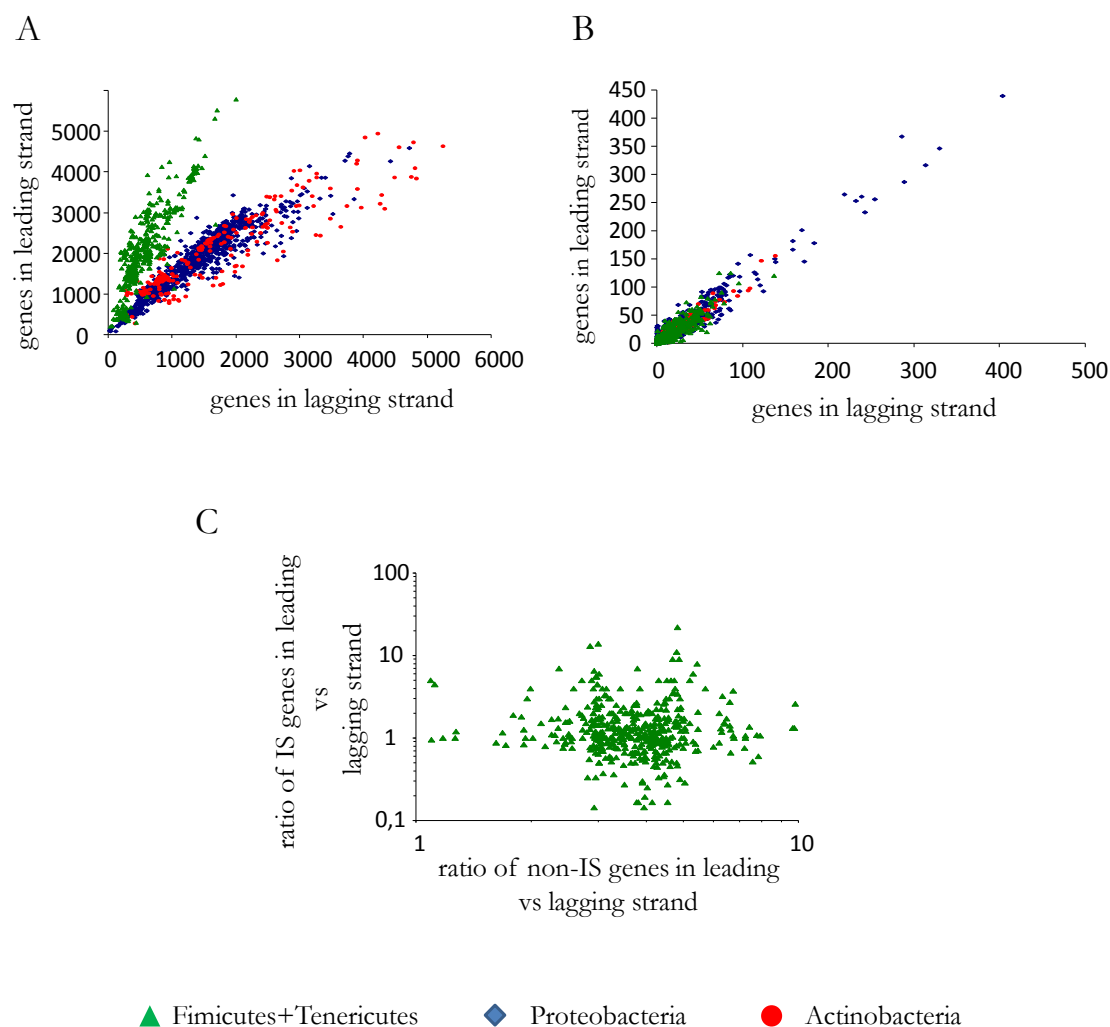 A
genes in leading strand
5000
4000
3000
2000
1000
0
0 1000 2000 3000 4000 5000 6000
genes in lagging strand
B
genes in leading strand
450
400
350
300
250
200
150
100
50
0
0 100 200 300 400 500
genes in lagging strand
C
ratio of IS genes in leading
vs
lagging strand
100
10
1
0,1
1 10
ratio of non-IS genes in leading
vs lagging strand
Fimicutes+Tenericutes
Proteobacteria
Actinobacteria